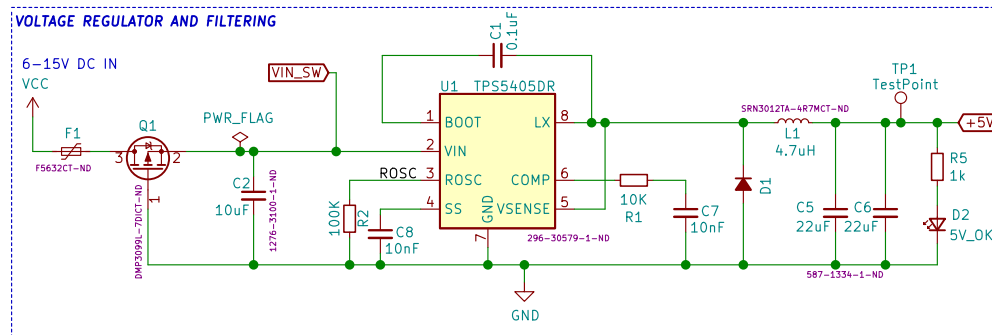 VOLTAGE REGULATOR AND FILTERING
6-15V DC IN
VCC
F1
F5632CT-ND
Q1
3
2
1
DMP3099L-7DICT-ND
PWR_FLAG
VIN_SW
C2
10uF
1276-3100-1-ND
C1
0.1uF
U1
TPS5405DR
1
BOOT
2
VIN
ROSC
3
ROSC
4
SS
GND
7
LX
8
COMP
6
VSENSE
5
296-30579-1-ND
100K
R2
C8
10nF
10K
R1
C7
10nF
GND
D1
SRN3012TA-4R7MCT-ND
L1
4.7uH
TP1
TestPoint
+5V
C5
22uF
C6
22uF
587-1334-1-ND
R5
1k
D2
5V_OK